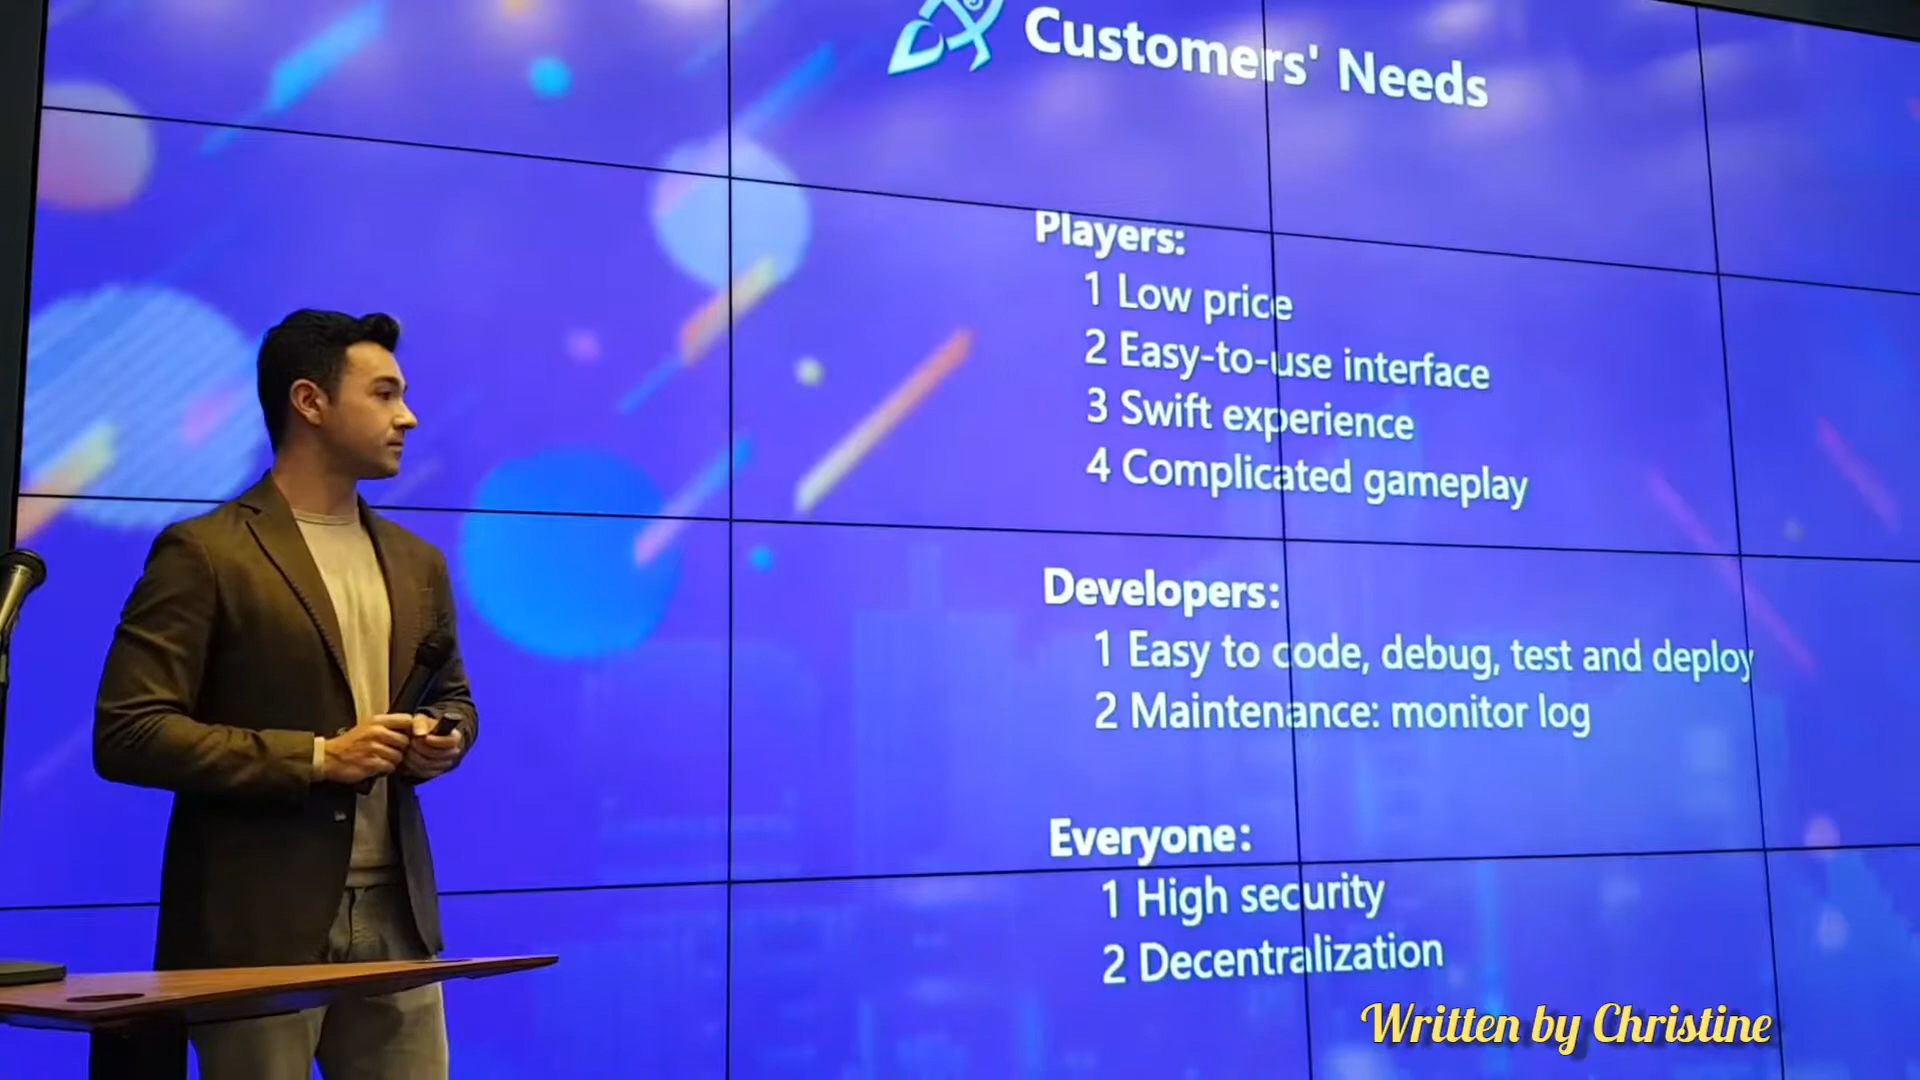 Customers' Needs
Players:
1 Low price
2 Easy-to-use interface
3 Swift experience
4 Complicated gameplay
Developers:
1 Easy to code, debug, test and deploy
2 Maintenance: monitor log
Everyone:
1 High security
2 Decentralization
Written by Christine